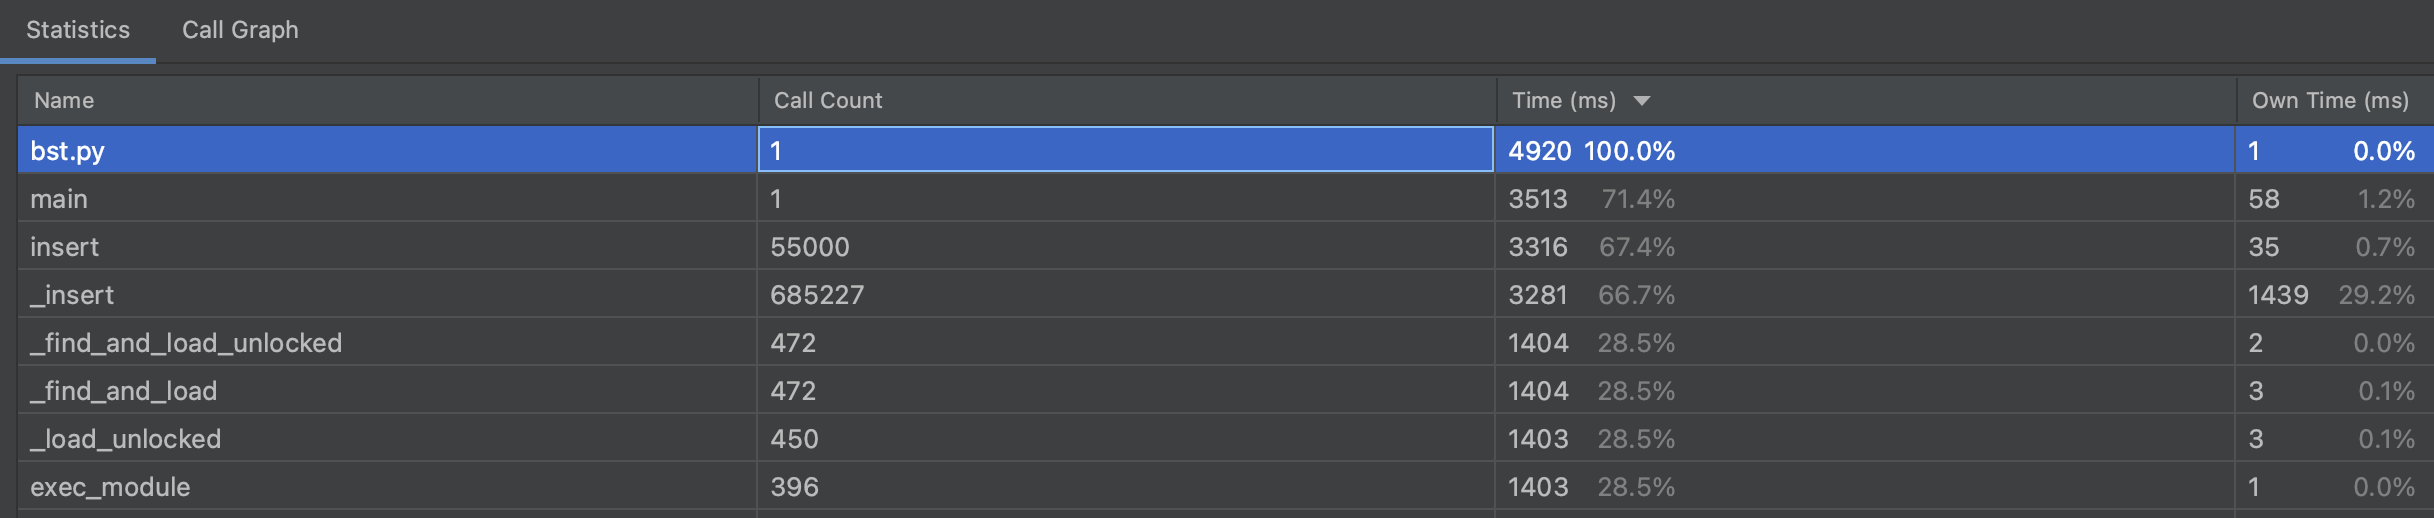 Statistics Call Graph
Name Call Count Time (ms) Own Time (ms)
bst.py 1 4920 100.0% 1 0.0%
main 1 3513 71.4% 58 1.2%
insert 55000 3316 67.4% 35 0.7%
_insert 685227 3281 66.7% 1439 29.2%
_find_and_load_unlocked 472 1404 28.5% 2 0.0%
_find_and_load 472 1404 28.5% 3 0.1%
_load_unlocked 450 1403 28.5% 3 0.1%
exec_module 396 1403 28.5% 1 0.0%